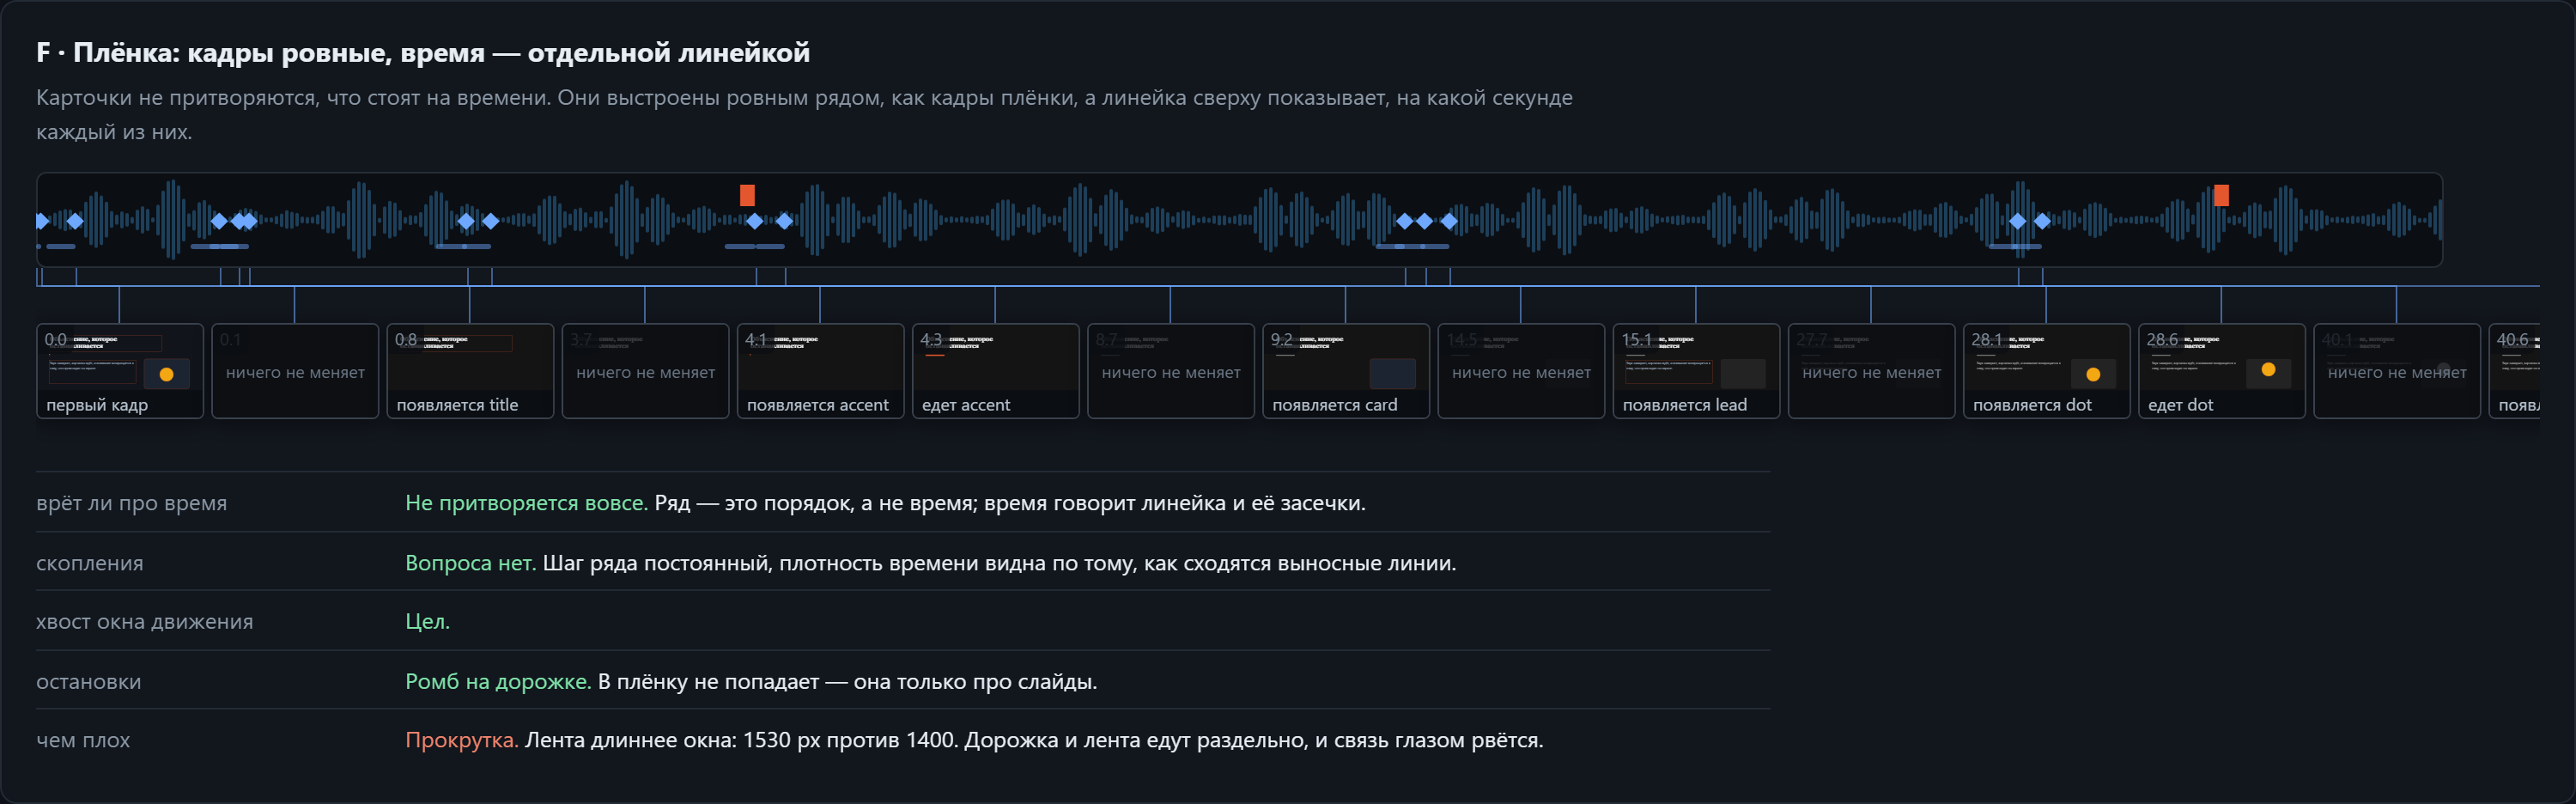 F · Плёнка: кадры ровные, время — отдельной линейкой
Карточки не притворяются, что стоят на времени. Они выстроены ровным рядом, как кадры плёнки, а линейка сверху показывает, на какой секунде
каждый из них.
0.0
первый кадр
0.1
ничего не меняет
0.8
появляется title
3.7
ничего не меняет
4.1
появляется accent
4.3
едет accent
8.7
ничего не меняет
9.2
появляется card
14.5
ничего не меняет
15.1
появляется lead
27.7
ничего не меняет
28.1
появляется dot
28.6
едет dot
40.1
ничего не меняет
40.6
врёт ли про время
Не притворяется вовсе. Ряд — это порядок, а не время; время говорит линейка и её засечки.
скопления
Вопроса нет. Шаг ряда постоянный, плотность времени видна по тому, как сходятся выносные линии.
хвост окна движения
Цел.
остановки
Ромб на дорожке. В плёнку не попадает — она только про слайды.
чем плох
Прокрутка. Лента длиннее окна: 1530 px против 1400. Дорожка и лента едут раздельно, и связь глазом рвётся.